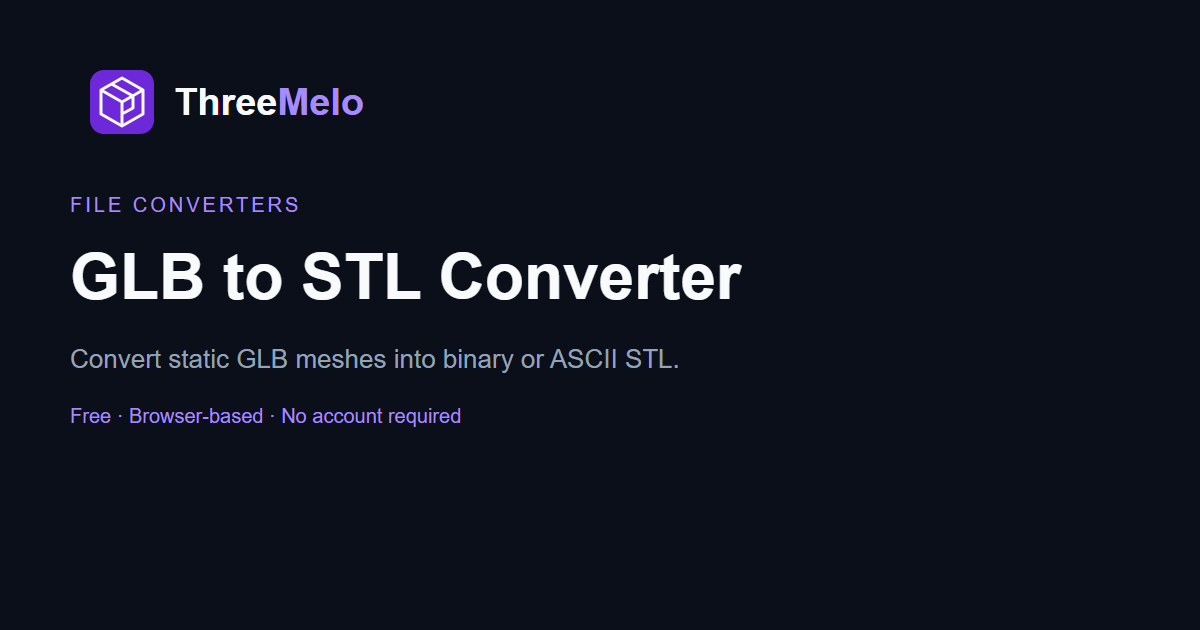 ThreeMelo
FILE CONVERTERS
GLB to STL Converter
Convert static GLB meshes into binary or ASCII STL.
Free · Browser-based · No account required